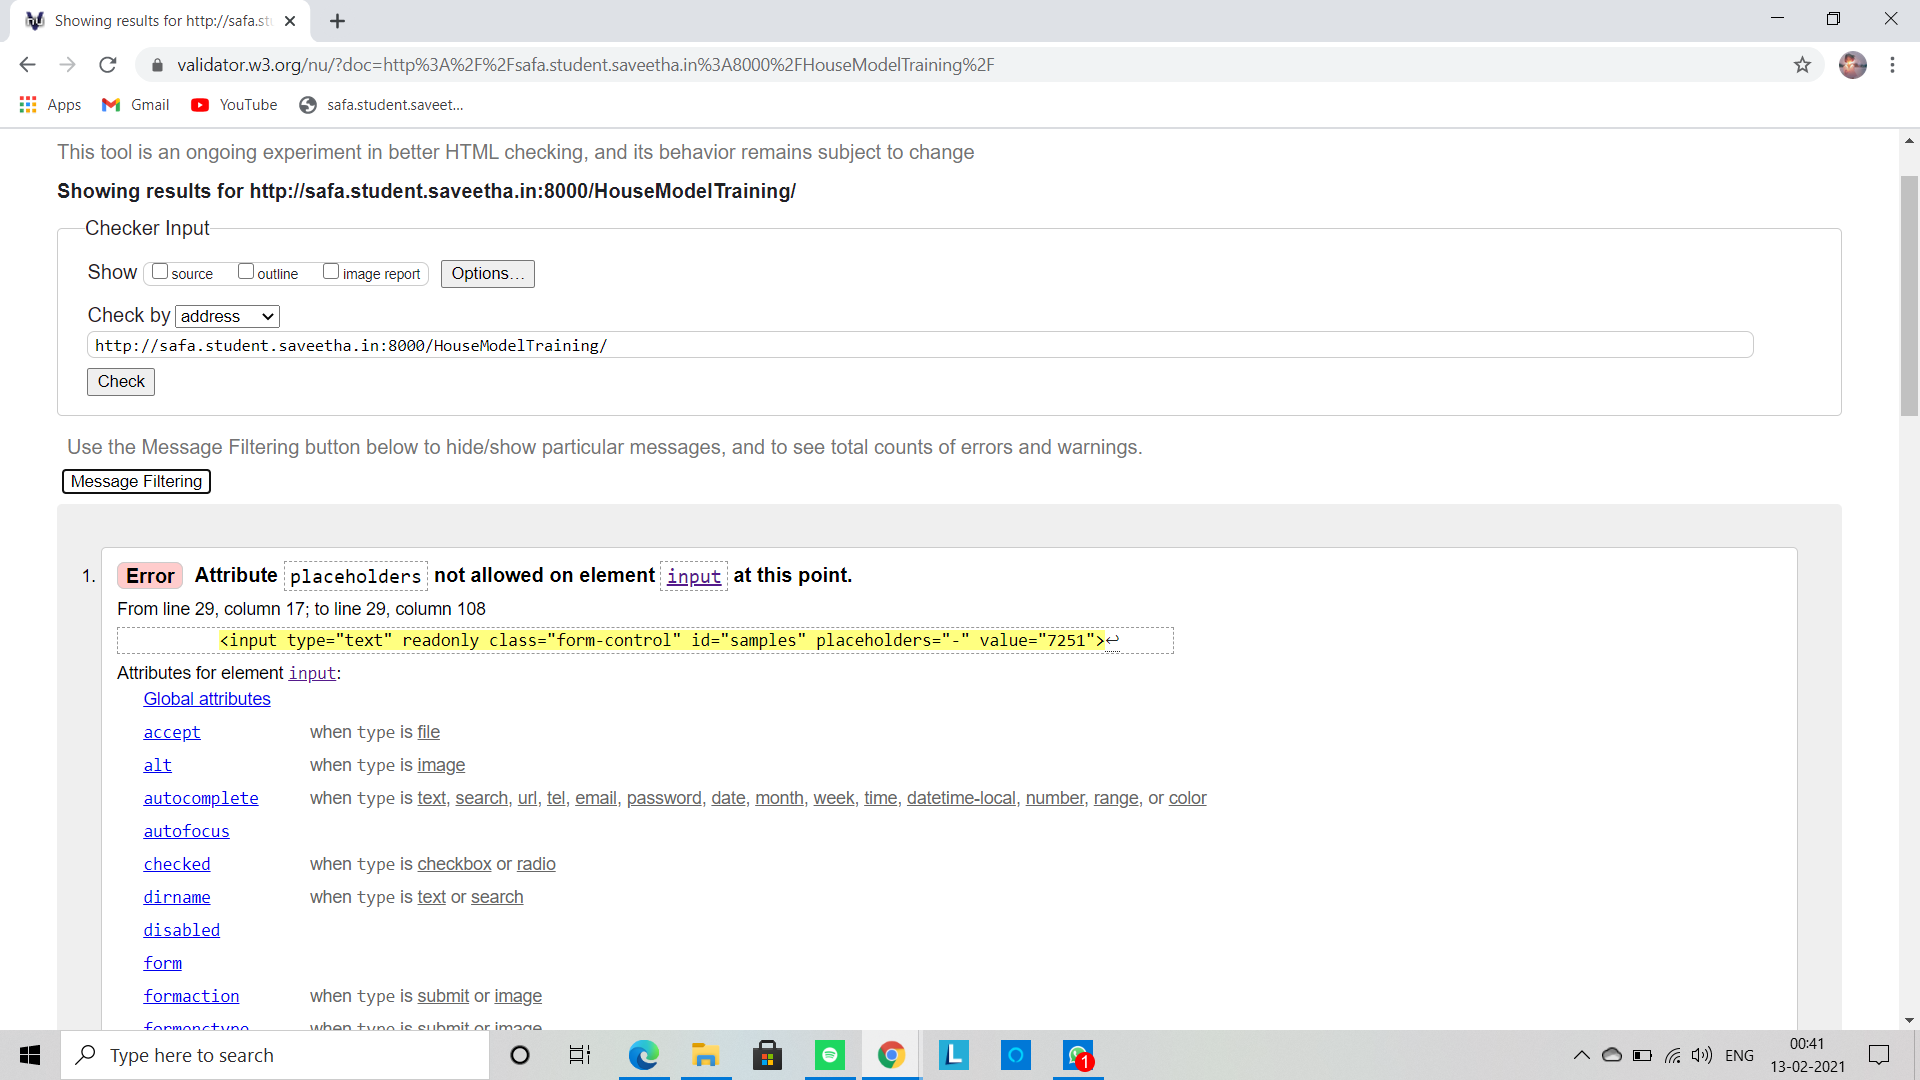 Showing results for http://safa.st
validator.w3.org/nu/?doc=http%3A%2F%2Fsafa.student.saveetha.in%3A8000%2FHouseModelTraining%2F
Apps Gmail YouTube safa.student.saveet...
This tool is an ongoing experiment in better HTML checking, and its behavior remains subject to change
Showing results for http://safa.student.saveetha.in:8000/HouseModelTraining/
Checker Input
Show source outline image report Options...
Check by address
http://safa.student.saveetha.in:8000/HouseModelTraining/
Check
Use the Message Filtering button below to hide/show particular messages, and to see total counts of errors and warnings.
Message Filtering
1. Error Attribute placeholders not allowed on element input at this point.
From line 29, column 17; to line 29, column 108
<input type="text" readonly class="form-control" id="samples" placeholders="-" value="7251">↩
Attributes for element input:
Global attributes
accept when type is file
alt when type is image
autocomplete when type is text, search, url, tel, email, password, date, month, week, time, datetime-local, number, range, or color
autofocus
checked when type is checkbox or radio
dirname when type is text or search
disabled
form
formaction when type is submit or image
formenctype when type is submit or image
Type here to search
L
1
ENG
00:41
13-02-2021